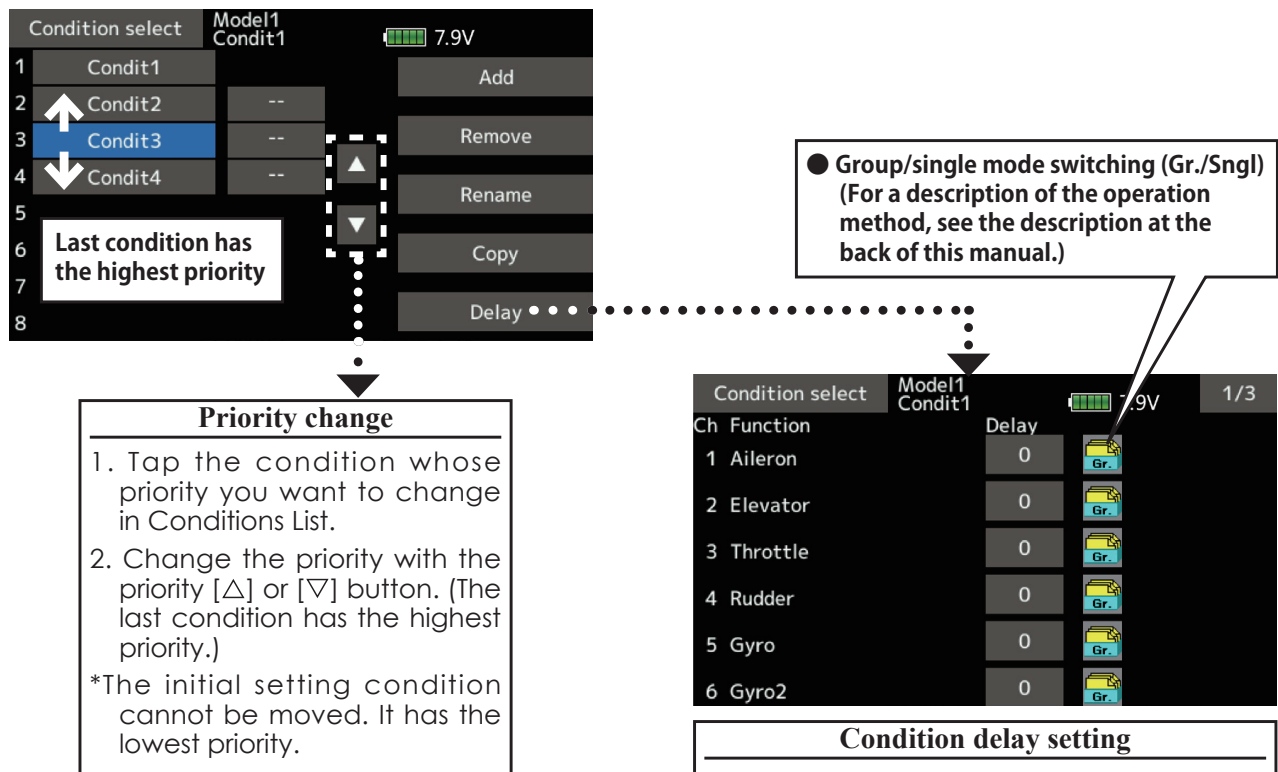 Condition select Model1
Condit1 7.9V
1 Condit1
2 Condit2 --
3 Condit3 --
4 Condit4 --
5
6
7
8
▲
▼
Add
Remove
Rename
Copy
Delay
Last condition has
the highest priority
● Group/single mode switching (Gr./Sngl)
(For a description of the operation
method, see the description at the
back of this manual.)
Priority change
1. Tap the condition whose
priority you want to change
in Conditions List.
2. Change the priority with the
priority [△] or [▽] button. (The
last condition has the highest
priority.)
*The initial setting condition
cannot be moved. It has the
lowest priority.
Condition select Model1
Condit1 7.9V 1/3
Ch Function Delay
1 Aileron 0 Gr.
2 Elevator 0 Gr.
3 Throttle 0 Gr.
4 Rudder 0 Gr.
5 Gyro 0 Gr.
6 Gyro2 0 Gr.
Condition delay setting